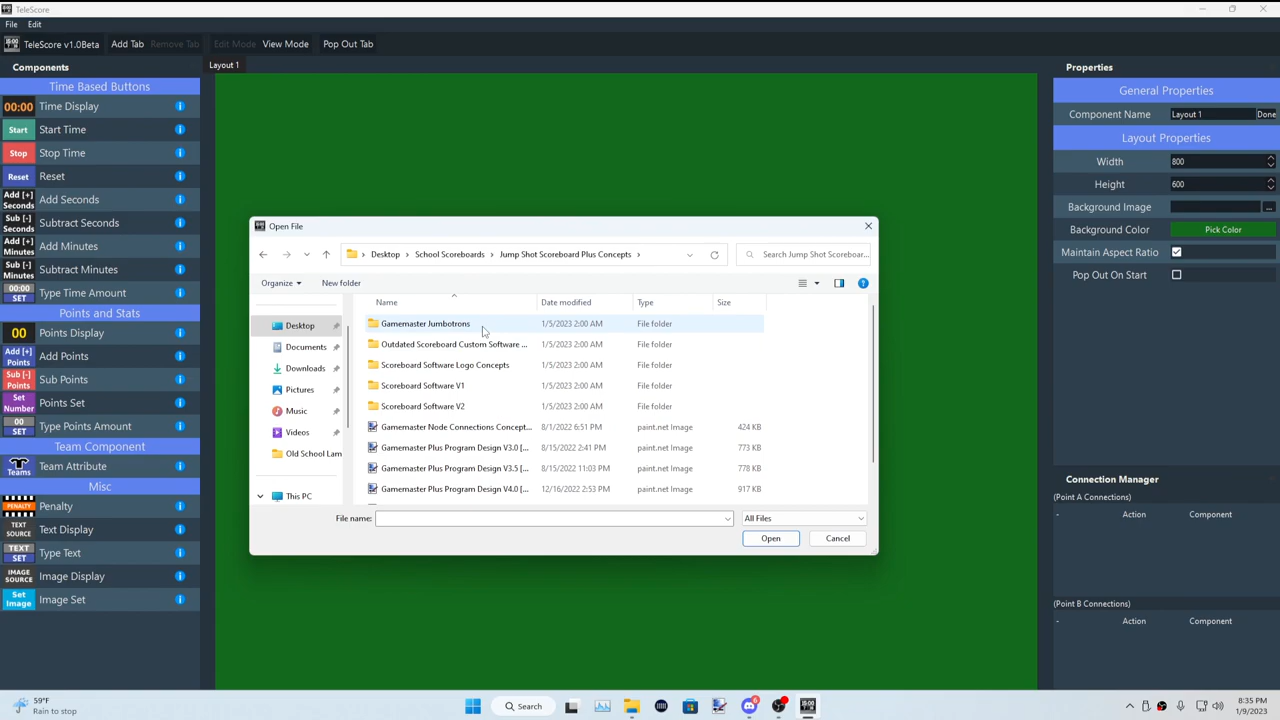 TeleScore
File Edit
15:00 TeleScore v1.0Beta Add Tab Remove Tab Edit Mode View Mode Pop Out Tab
Components
Layout 1
Properties
Time Based Buttons
00:00 Time Display
Start Start Time
Stop Stop Time
Reset Reset
Add [+] Seconds Add Seconds
Sub [-] Seconds Subtract Seconds
Add [+] Minutes Add Minutes
Sub [-] Minutes Subtract Minutes
00:00 SET Type Time Amount
Points and Stats
00 Points Display
Add [+] Points Add Points
Sub [-] Points Sub Points
Set Number Points Set
00 SET Type Points Amount
Team Component
Teams Team Attribute
Misc
PENALTY Penalty
TEXT SOURCE Text Display
TEXT SET Type Text
IMAGE SOURCE Image Display
Set Image Image Set
Open File
Desktop > School Scoreboards > Jump Shot Scoreboard Plus Concepts >
Search Jump Shot Scoreboar...
Organize New folder
Name Date modified Type Size
Desktop
Documents
Downloads
Pictures
Music
Videos
Old School Lam
This PC
Gamemaster Jumbotrons 1/5/2023 2:00 AM File folder
Outdated Scoreboard Custom Software ... 1/5/2023 2:00 AM File folder
Scoreboard Software Logo Concepts 1/5/2023 2:00 AM File folder
Scoreboard Software V1 1/5/2023 2:00 AM File folder
Scoreboard Software V2 1/5/2023 2:00 AM File folder
Gamemaster Node Connections Concept... 8/1/2022 6:51 PM paint.net Image 424 KB
Gamemaster Plus Program Design V3.0 [... 8/15/2022 2:41 PM paint.net Image 773 KB
Gamemaster Plus Program Design V3.5 [... 8/15/2022 11:03 PM paint.net Image 778 KB
Gamemaster Plus Program Design V4.0 [... 12/16/2022 2:53 PM paint.net Image 917 KB
File name: All Files
Open Cancel
General Properties
Component Name Layout 1 Done
Layout Properties
Width 800
Height 600
Background Image ...
Background Color Pick Color
Maintain Aspect Ratio
Pop Out On Start
Connection Manager
(Point A Connections)
- Action Component
(Point B Connections)
- Action Component
59°F
Rain to stop
Search
8:35 PM
1/9/2023